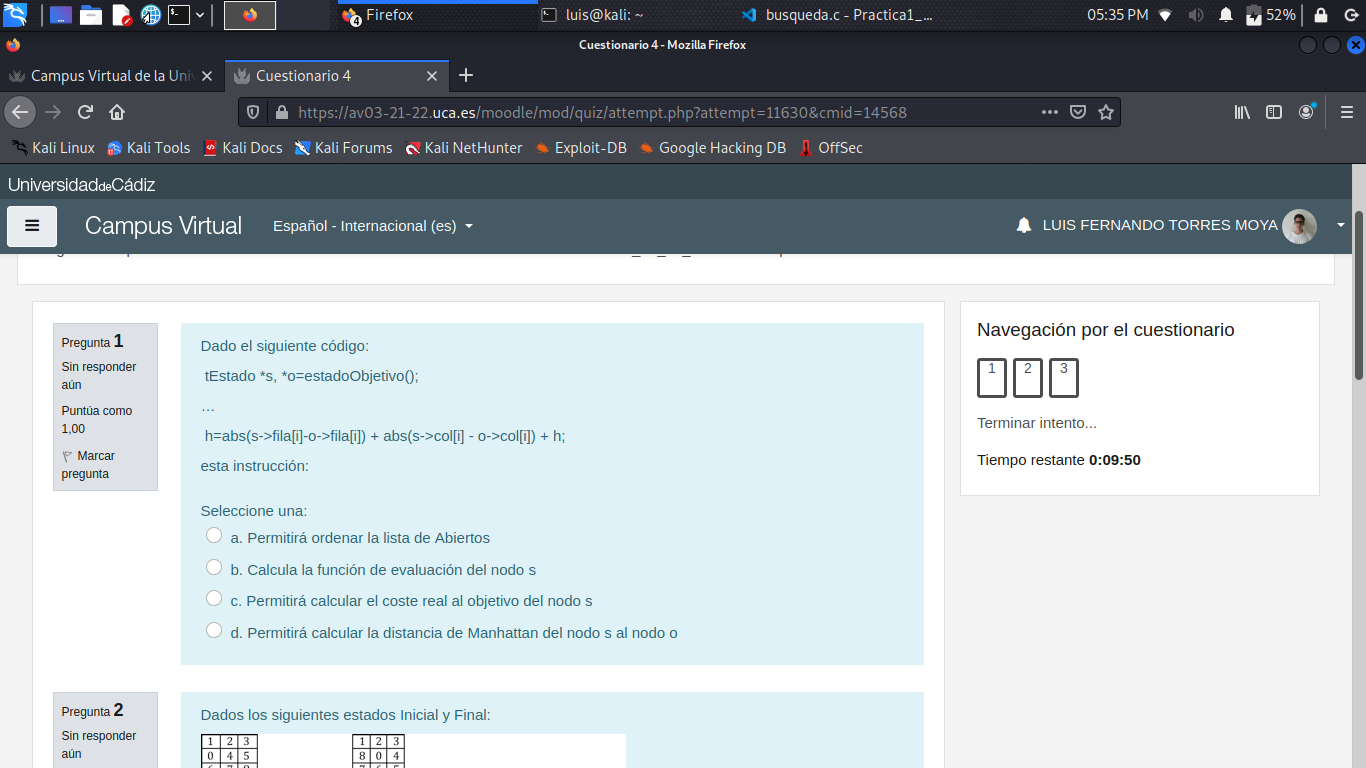 Firefox
4
luis@kali: ~
busqueda.c - Practica1_...
05:35 PM
52%
Cuestionario 4 - Mozilla Firefox
Campus Virtual de la Uni
Cuestionario 4
https://av03-21-22.uca.es/moodle/mod/quiz/attempt.php?attempt=11630&cmid=14568
Kali Linux
Kali Tools
Kali Docs
Kali Forums
Kali NetHunter
Exploit-DB
Google Hacking DB
OffSec
UniversidaddeCádiz
Campus Virtual
Español - Internacional (es)
LUIS FERNANDO TORRES MOYA
Pregunta 1
Sin responder
aún
Puntúa como
1,00
Marcar
pregunta
Dado el siguiente código:
tEstado *s, *o=estadoObjetivo();
…
h=abs(s->fila[i]-o->fila[i]) + abs(s->col[i] - o->col[i]) + h;
esta instrucción:
Seleccione una:
a. Permitirá ordenar la lista de Abiertos
b. Calcula la función de evaluación del nodo s
c. Permitirá calcular el coste real al objetivo del nodo s
d. Permitirá calcular la distancia de Manhattan del nodo s al nodo o
Navegación por el cuestionario
1 2 3
Terminar intento...
Tiempo restante 0:09:50
Pregunta 2
Sin responder
aún
Dados los siguientes estados Inicial y Final:
1 2 3
0 4 5
1 2 3
8 0 4